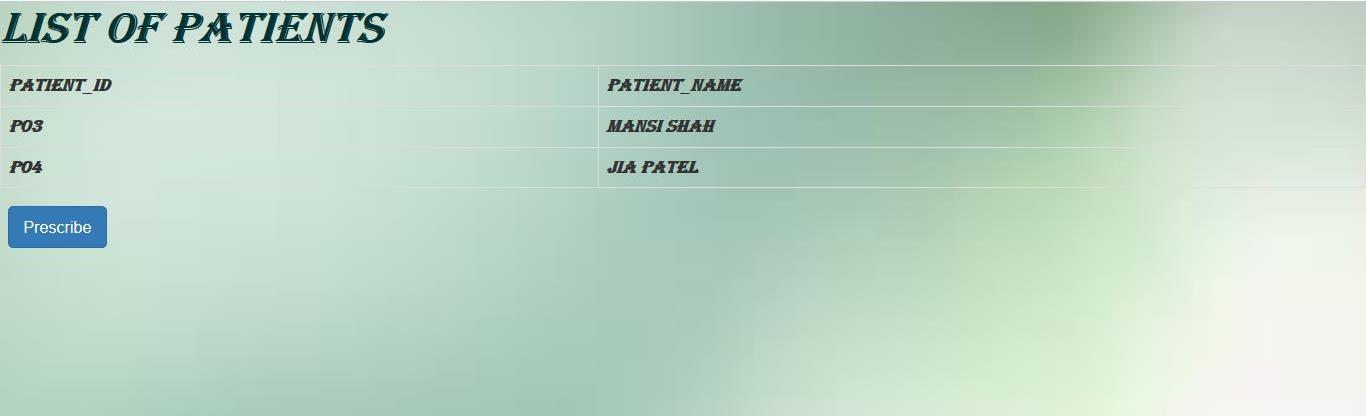 LIST OF PATIENTS
PATIENT_ID PATIENT_NAME
P03 MANSI SHAH
P04 JIA PATEL
Prescribe